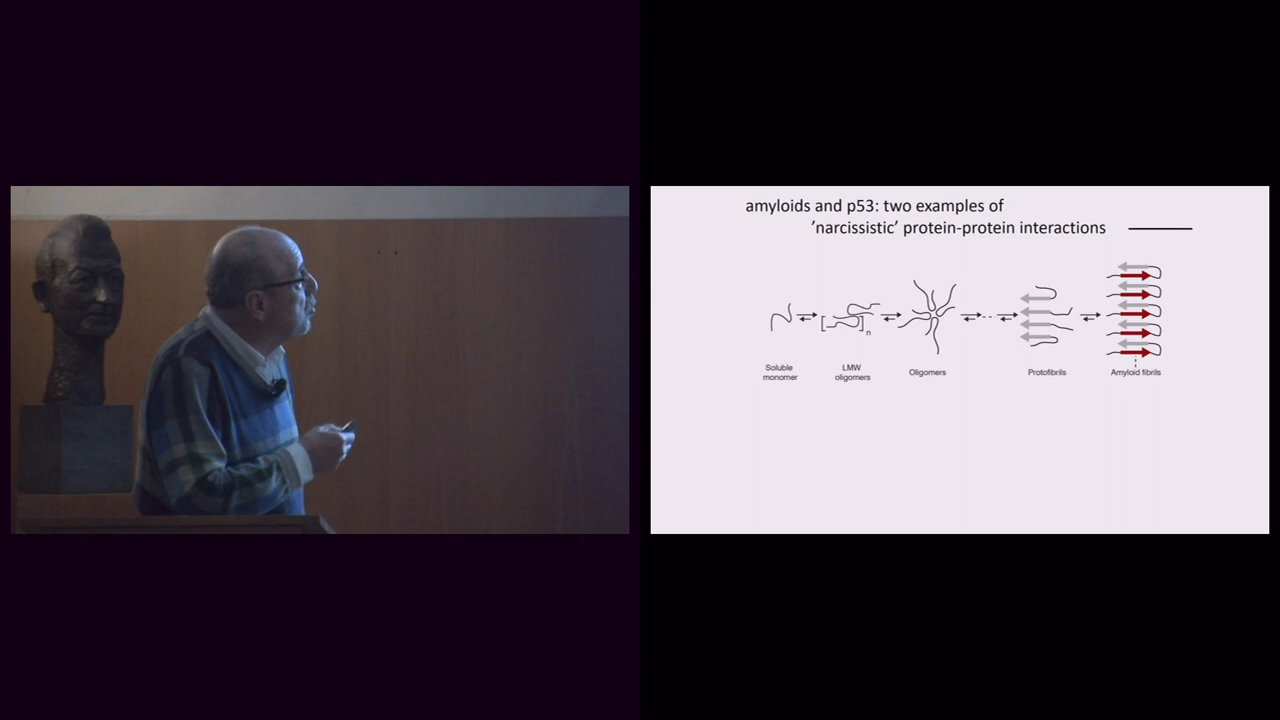 amyloids and p53: two examples of
’narcissistic’ protein-protein interactions
n
Soluble
monomer
LMW
oligomers
Oligomers
Protofibrils
Amyloid fibrils